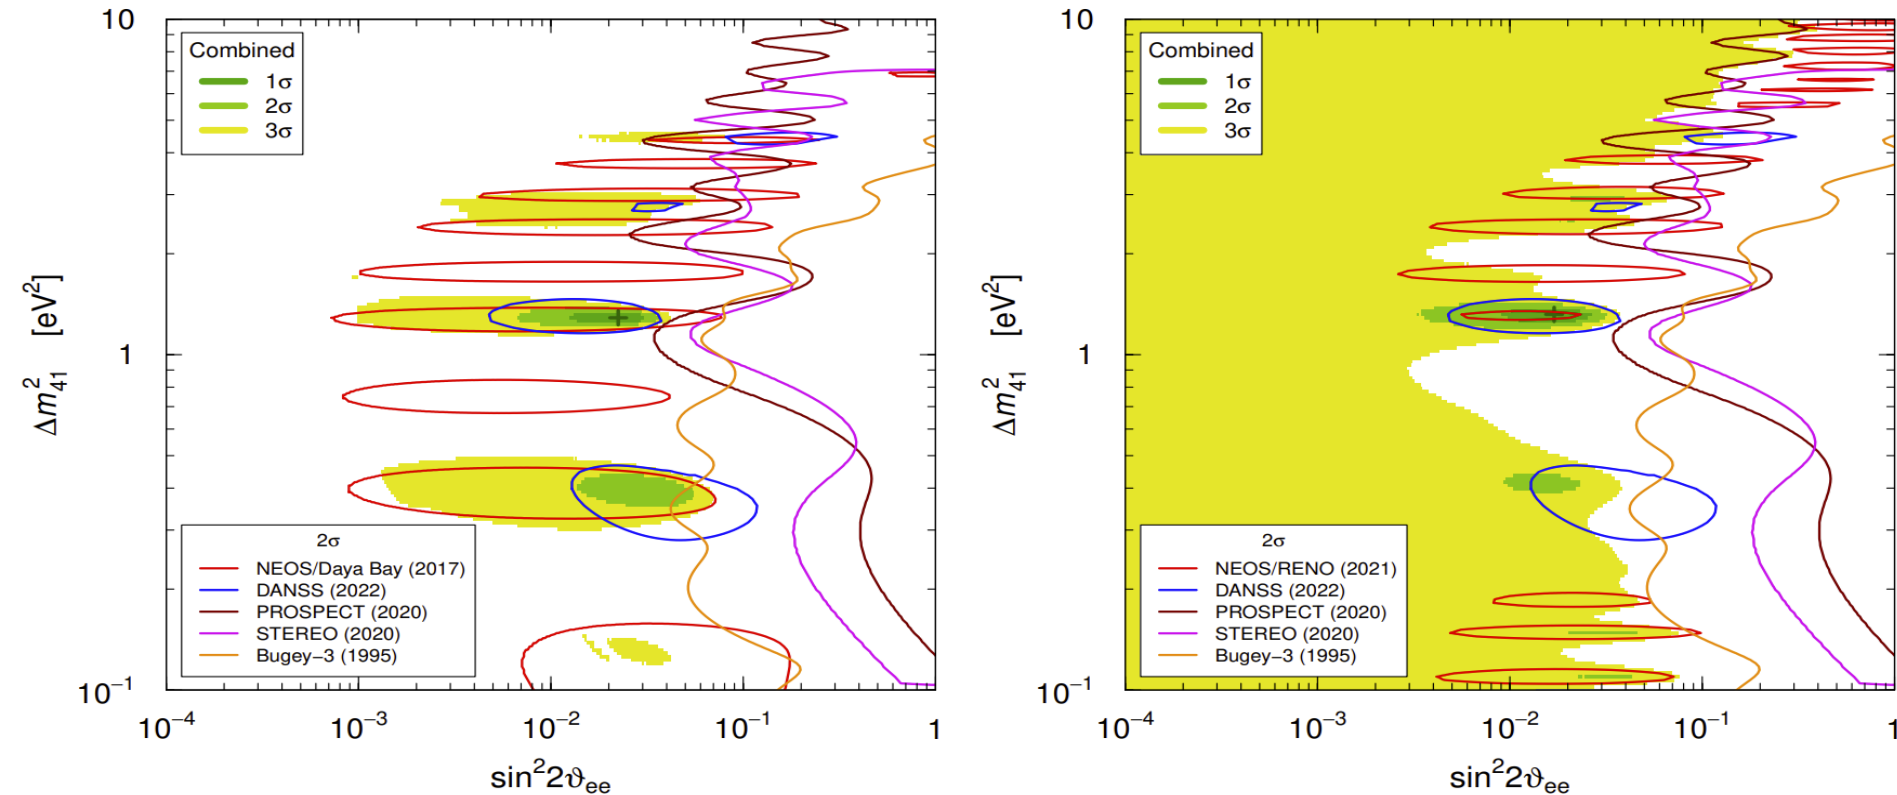 10
Combined
1σ
2σ
3σ
1
Δm²₄₁ [eV²]
2σ
NEOS/Daya Bay (2017)
DANSS (2022)
PROSPECT (2020)
STEREO (2020)
Bugey−3 (1995)
10⁻¹
10⁻⁴ 10⁻³ 10⁻² 10⁻¹ 1
sin²2ϑₑₑ
10
Combined
1σ
2σ
3σ
1
Δm²₄₁ [eV²]
2σ
NEOS/RENO (2021)
DANSS (2022)
PROSPECT (2020)
STEREO (2020)
Bugey−3 (1995)
10⁻¹
10⁻⁴ 10⁻³ 10⁻² 10⁻¹ 1
sin²2ϑₑₑ